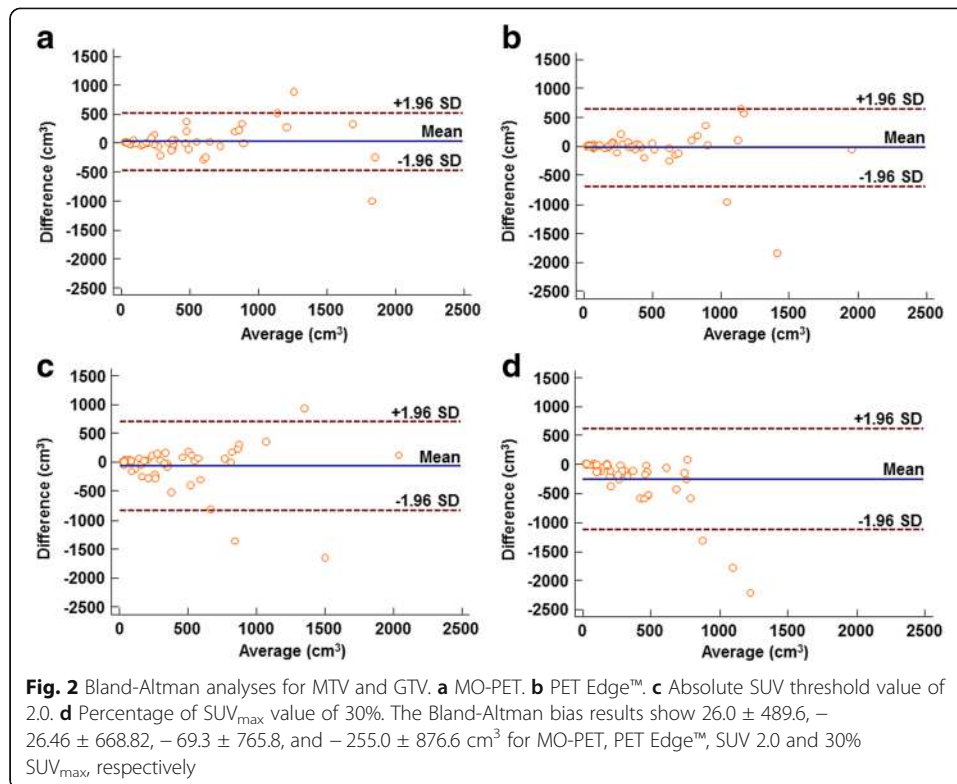 a
1500
1000
500
0
-500
-1000
-1500
-2000
-2500
Difference (cm³)
+1.96 SD
Mean
-1.96 SD
0 500 1000 1500 2000 2500
Average (cm³)
b
1500
1000
500
0
-500
-1000
-1500
-2000
-2500
Difference (cm³)
+1.96 SD
Mean
-1.96 SD
0 500 1000 1500 2000 2500
Average (cm³)
c
1500
1000
500
0
-500
-1000
-1500
-2000
-2500
Difference (cm³)
+1.96 SD
Mean
-1.96 SD
0 500 1000 1500 2000 2500
Average (cm³)
d
1500
1000
500
0
-500
-1000
-1500
-2000
-2500
Difference (cm³)
+1.96 SD
Mean
-1.96 SD
0 500 1000 1500 2000 2500
Average (cm³)
Fig. 2 Bland-Altman analyses for MTV and GTV. a MO-PET. b PET Edge™. c Absolute SUV threshold value of
2.0. d Percentage of SUVmax value of 30%. The Bland-Altman bias results show 26.0 ± 489.6, −
26.46 ± 668.82, − 69.3 ± 765.8, and − 255.0 ± 876.6 cm³ for MO-PET, PET Edge™, SUV 2.0 and 30%
SUVmax, respectively